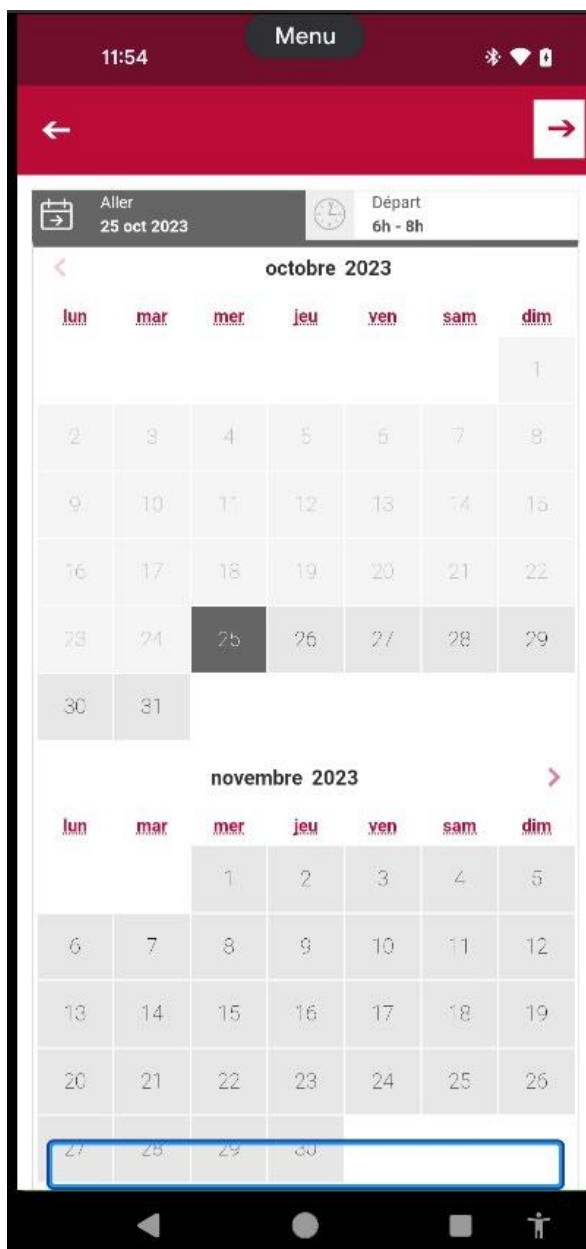 Menu
11:54
Aller
25 oct 2023
Départ
6h - 8h
octobre 2023
lun mar mer jeu ven sam dim
1
2 3 4 5 6 7 8
9 10 11 12 13 14 15
16 17 18 19 20 21 22
23 24 25 26 27 28 29
30 31
novembre 2023
lun mar mer jeu ven sam dim
1 2 3 4 5
6 7 8 9 10 11 12
13 14 15 16 17 18 19
20 21 22 23 24 25 26
27 28 29 30